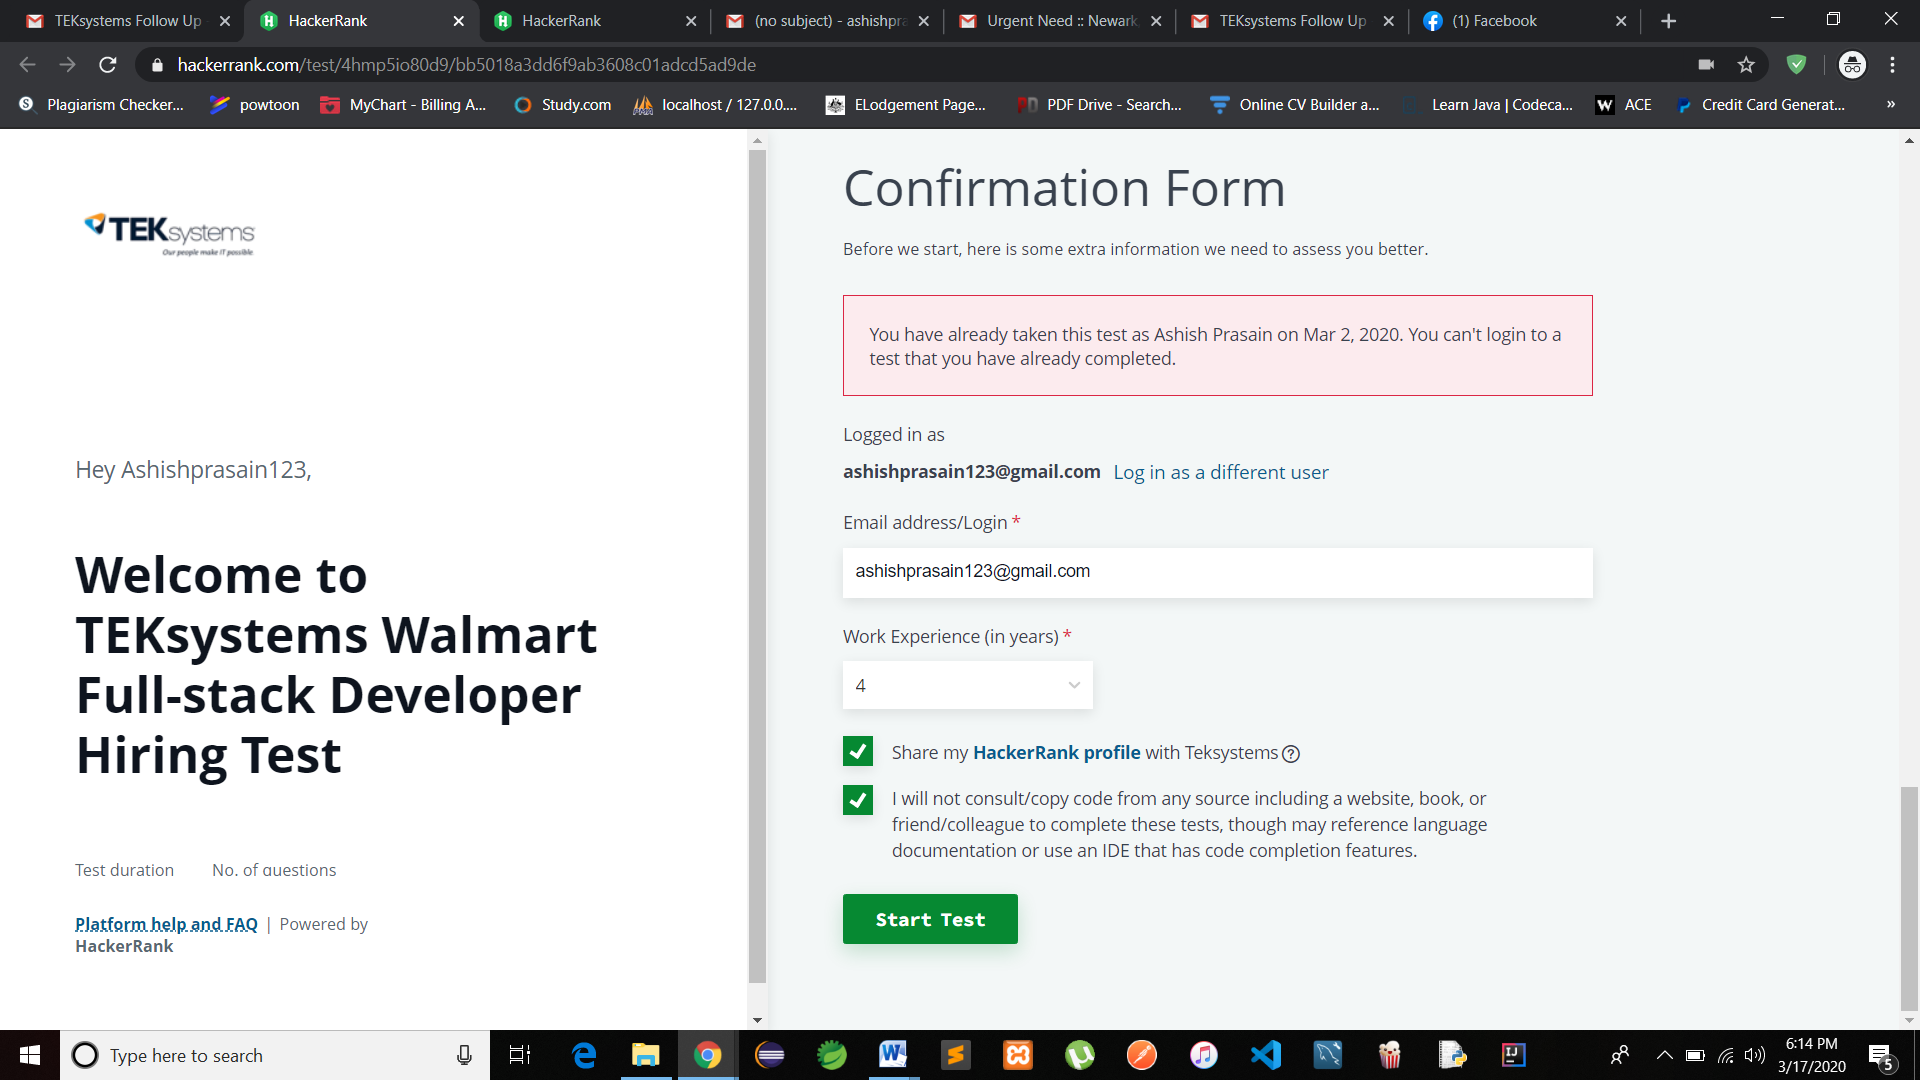 TEKsystems Follow Up
HackerRank
HackerRank
(no subject) - ashishpra
Urgent Need :: Newark,
TEKsystems Follow Up
(1) Facebook
hackerrank.com/test/4hmp5io80d9/bb5018a3dd6f9ab3608c01adcd5ad9de
Plagiarism Checker...
powtoon
MyChart - Billing A...
Study.com
localhost / 127.0.0....
ELodgement Page...
PDF Drive - Search...
Online CV Builder a...
Learn Java | Codeca...
ACE
Credit Card Generat...
»
TEKsystems
Our people make IT possible.
Hey Ashishprasain123,
Welcome to
TEKsystems Walmart
Full-stack Developer
Hiring Test
Test duration
No. of questions
Platform help and FAQ | Powered by
HackerRank
Confirmation Form
Before we start, here is some extra information we need to assess you better.
You have already taken this test as Ashish Prasain on Mar 2, 2020. You can't login to a
test that you have already completed.
Logged in as
ashishprasain123@gmail.com Log in as a different user
Email address/Login *
ashishprasain123@gmail.com
Work Experience (in years) *
4
Share my HackerRank profile with Teksystems
I will not consult/copy code from any source including a website, book, or
friend/colleague to complete these tests, though may reference language
documentation or use an IDE that has code completion features.
Start Test
Type here to search
6:14 PM
3/17/2020
5